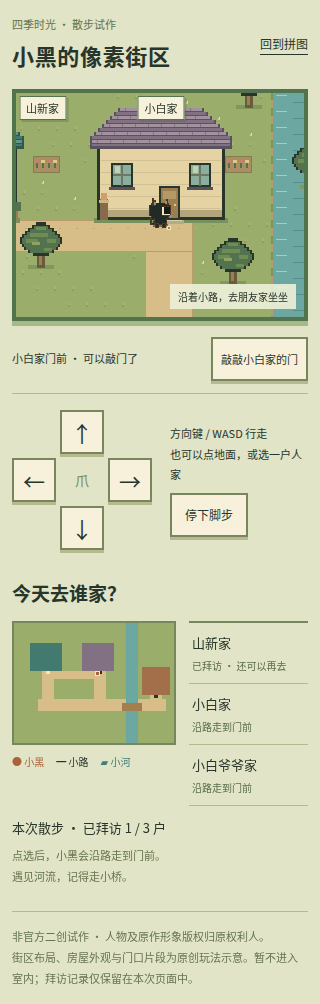 四季时光 · 散步试作
小黑的像素街区
回到拼图
山新家
小白家
沿着小路，去朋友家坐坐
小白家门前 · 可以敲门了
敲敲小白家的门
↑
← 爪 →
↓
方向键 / WASD 行走
也可以点地面，或选一户人
家
停下脚步
今天去谁家？
山新家
已拜访 · 还可以再去
小白家
沿路走到门前
小白爷爷家
沿路走到门前
小黑 小路 小河
本次散步 · 已拜访 1 / 3 户
点选后，小黑会沿路走到门前。
遇见河流，记得走小桥。
非官方二创试作 · 人物及原作形象版权归原权利人。
街区布局、房屋外观与门口片段为原创玩法示意。暂不进入
室内；拜访记录仅保留在本次页面中。